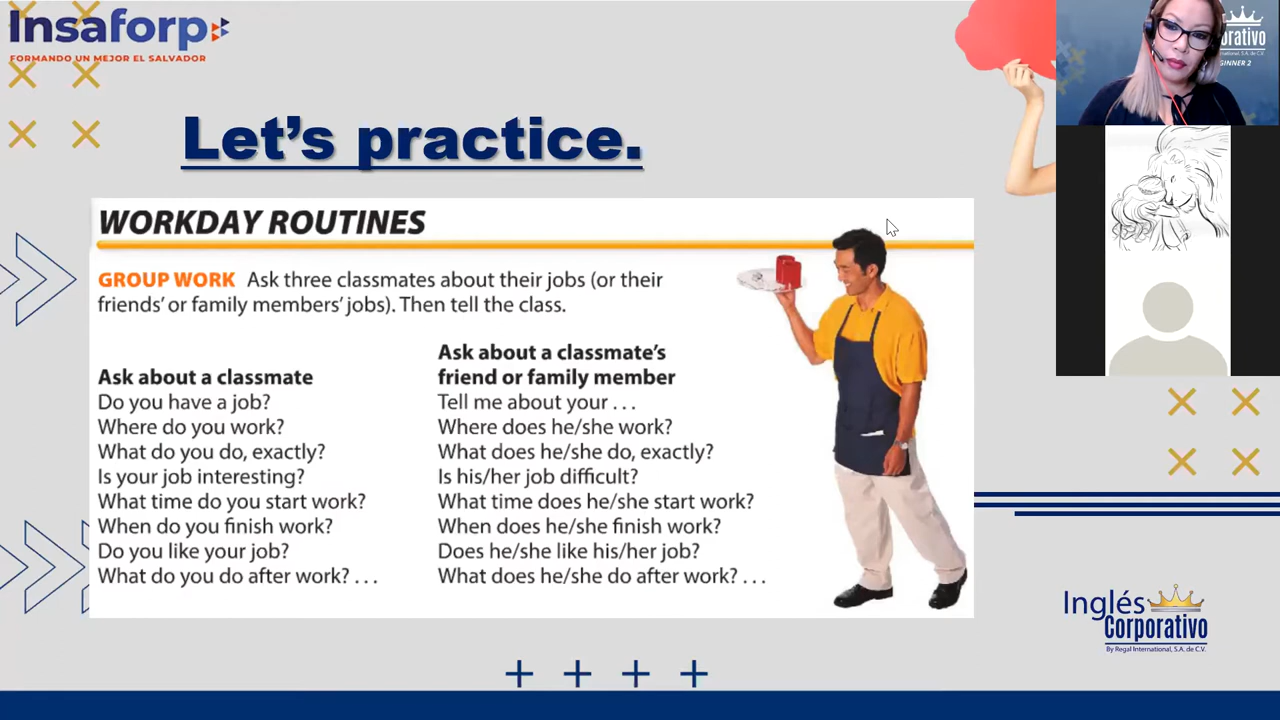 Insaforp
FORMANDO UN MEJOR EL SALVADOR
Let's practice.
WORKDAY ROUTINES
GROUP WORK Ask three classmates about their jobs (or their
friends' or family members' jobs). Then tell the class.
Ask about a classmate
Do you have a job?
Where do you work?
What do you do, exactly?
Is your job interesting?
What time do you start work?
When do you finish work?
Do you like your job?
What do you do after work? . . .
Ask about a classmate's
friend or family member
Tell me about your . . .
Where does he/she work?
What does he/she do, exactly?
Is his/her job difficult?
What time does he/she start work?
When does he/she finish work?
Does he/she like his/her job?
What does he/she do after work? . . .
Inglés
Corporativo
By Regal International, S.A. de C.V.